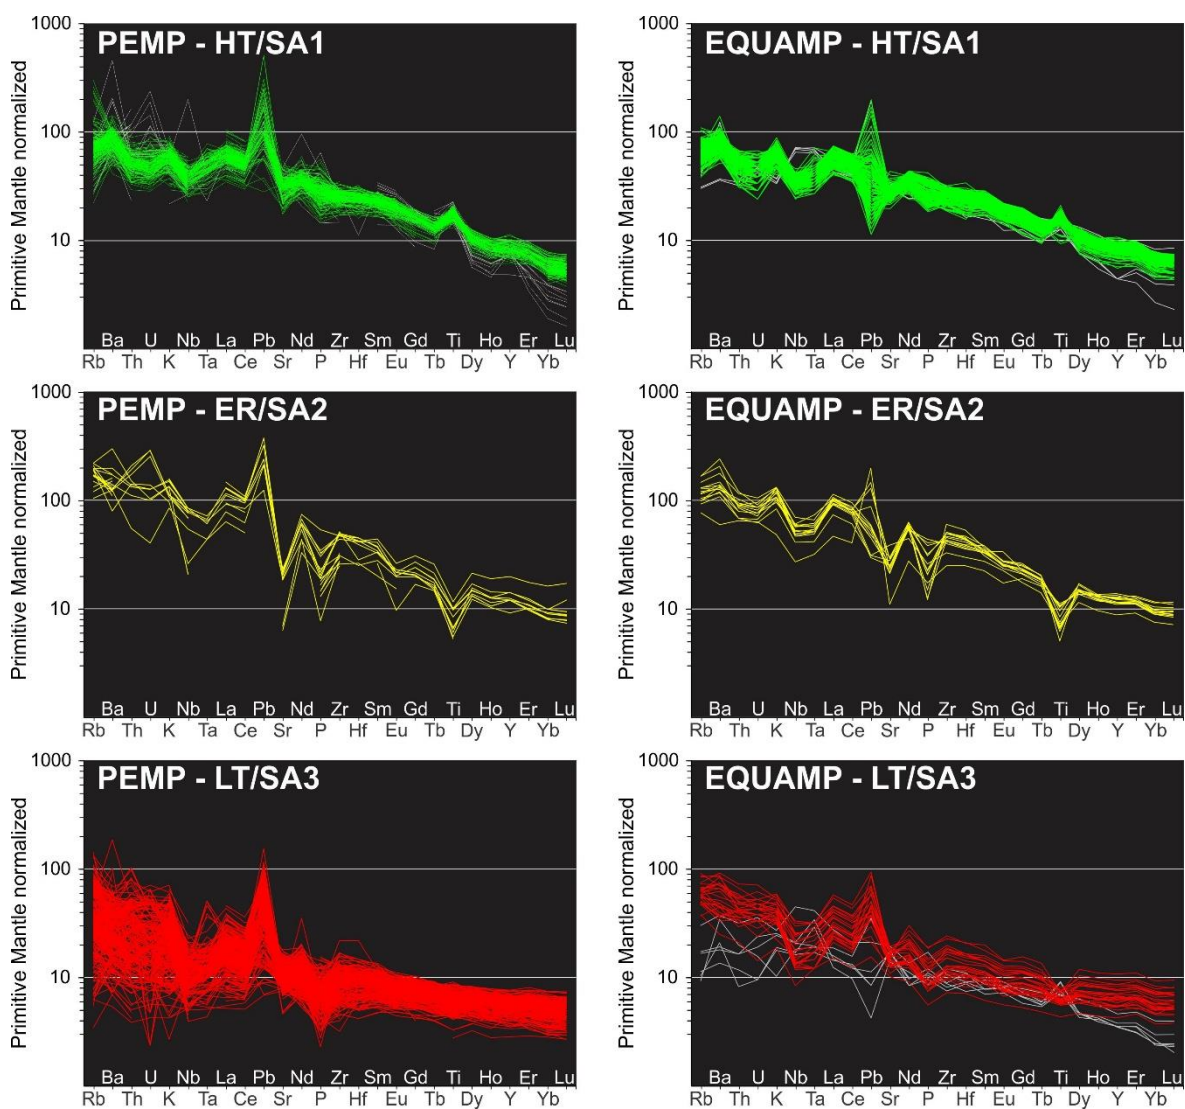 PEMP - HT/SA1
Primitive Mantle normalized
1000
100
10
Ba U Nb La Pb Nd Zr Sm Gd Ti Ho Er Lu
Rb Th K Ta Ce Sr P Hf Eu Tb Dy Y Yb
EQUAMP - HT/SA1
Primitive Mantle normalized
1000
100
10
Ba U Nb La Pb Nd Zr Sm Gd Ti Ho Er Lu
Rb Th K Ta Ce Sr P Hf Eu Tb Dy Y Yb
PEMP - ER/SA2
Primitive Mantle normalized
1000
100
10
Ba U Nb La Pb Nd Zr Sm Gd Ti Ho Er Lu
Rb Th K Ta Ce Sr P Hf Eu Tb Dy Y Yb
EQUAMP - ER/SA2
Primitive Mantle normalized
1000
100
10
Ba U Nb La Pb Nd Zr Sm Gd Ti Ho Er Lu
Rb Th K Ta Ce Sr P Hf Eu Tb Dy Y Yb
PEMP - LT/SA3
Primitive Mantle normalized
1000
100
10
Ba U Nb La Pb Nd Zr Sm Gd Ti Ho Er Lu
Rb Th K Ta Ce Sr P Hf Eu Tb Dy Y Yb
EQUAMP - LT/SA3
Primitive Mantle normalized
1000
100
10
Ba U Nb La Pb Nd Zr Sm Gd Ti Ho Er Lu
Rb Th K Ta Ce Sr P Hf Eu Tb Dy Y Yb